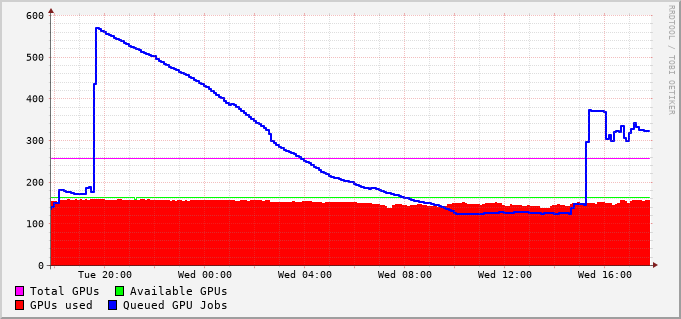 600
500
400
300
200
100
0
Tue 20:00 Wed 00:00 Wed 04:00 Wed 08:00 Wed 12:00 Wed 16:00
Total GPUs Available GPUs
GPUs used Queued GPU Jobs
RRDTOOL / TOBI OETIKER